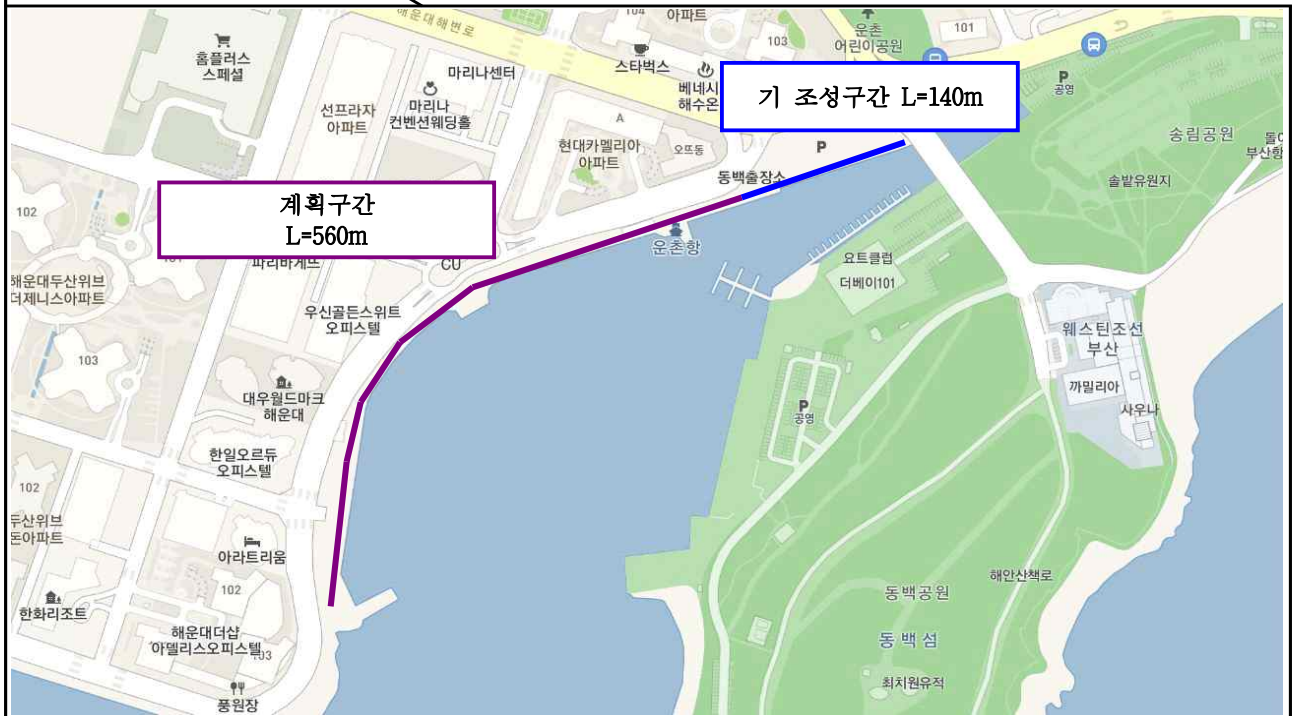 해운대해변로
104
아파트
운촌
어린이공원
101
103
홈플러스
스페셜
마리나센터
스타벅스
베네시
해수온
기 조성구간 L=140m
P
공영
마리나
컨벤션웨딩홀
선프라자
아파트
A
현대카멜리아
아파트
오뜨동
P
송림공원
부산항
동백출장소
솔밭유원지
계획구간
L=560m
102
운촌항
파리바게뜨
CU
요트클럽
더베이101
해운대두산위브
더제니스아파트
우신골든스위트
오피스텔
웨스틴조선
부산
103
까밀리아
대우월드마크
해운대
P
공영
사우나
한일오르듀
오피스텔
102
두산위브
돈아파트
아라트리움
해안산책로
102
동백공원
한화리조트
해운대더샵
아델리스오피스텔
103
동백섬
최치원유적
풍원장